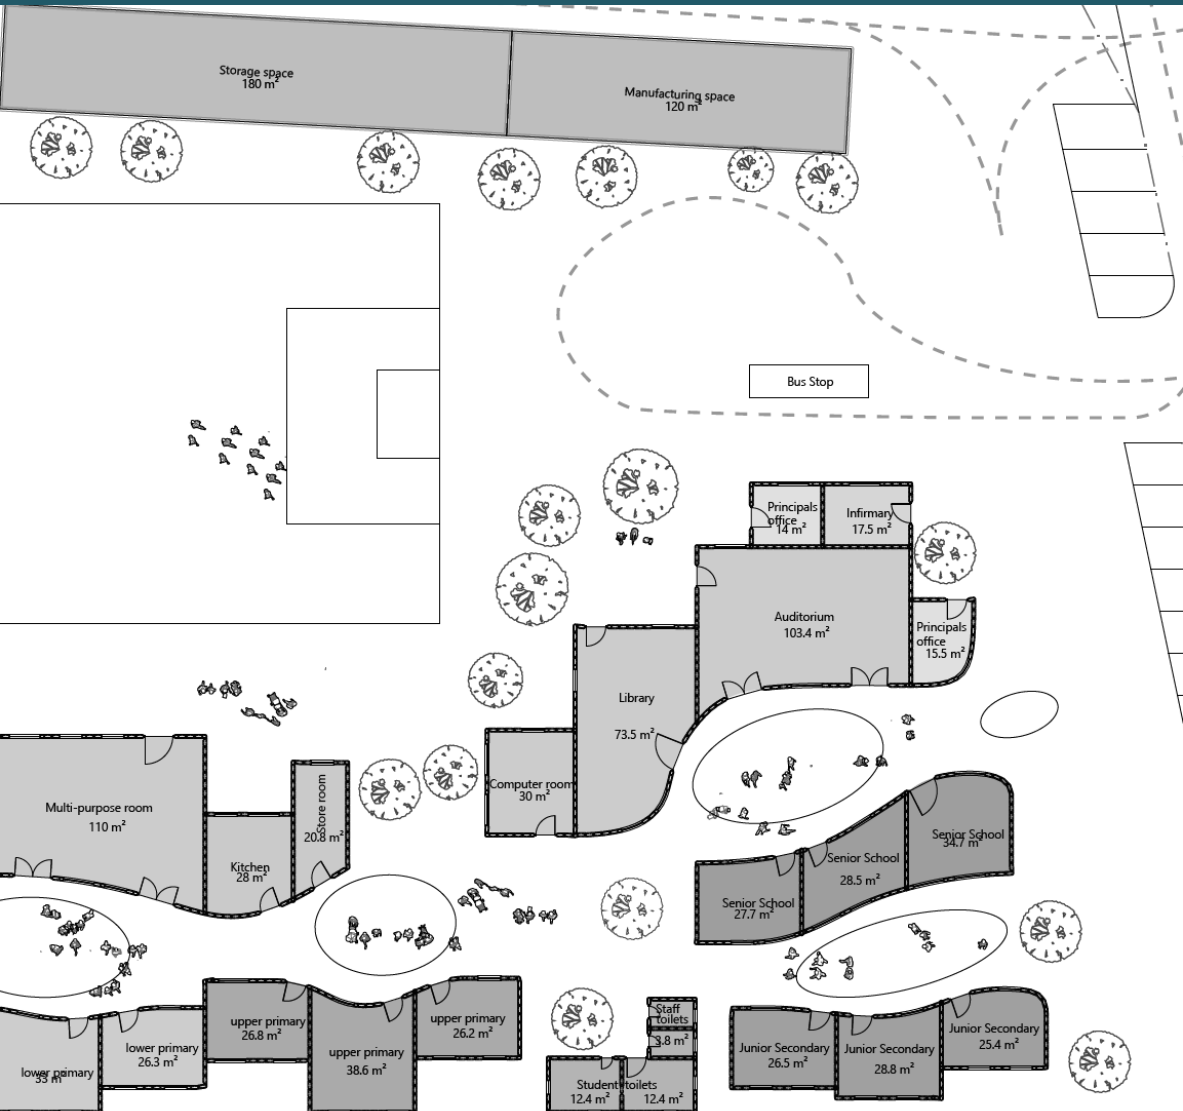 Storage space
180 m²
Manufacturing space
120 m²
Bus Stop
Principals
office
14 m²
Infirmary
17.5 m²
Auditorium
103.4 m²
Principals
office
15.5 m²
Library
73.5 m²
Computer room
30 m²
Multi-purpose room
110 m²
Store room
20.8 m²
Kitchen
28 m²
Senior School
34.7 m²
Senior School
28.5 m²
Senior School
27.7 m²
upper primary
26.8 m²
upper primary
26.2 m²
lower primary
26.3 m²
upper primary
38.6 m²
lower primary
33 m²
Staff
toilets
3.8 m²
Student toilets
12.4 m²
12.4 m²
Junior Secondary
26.5 m²
Junior Secondary
28.8 m²
Junior Secondary
25.4 m²